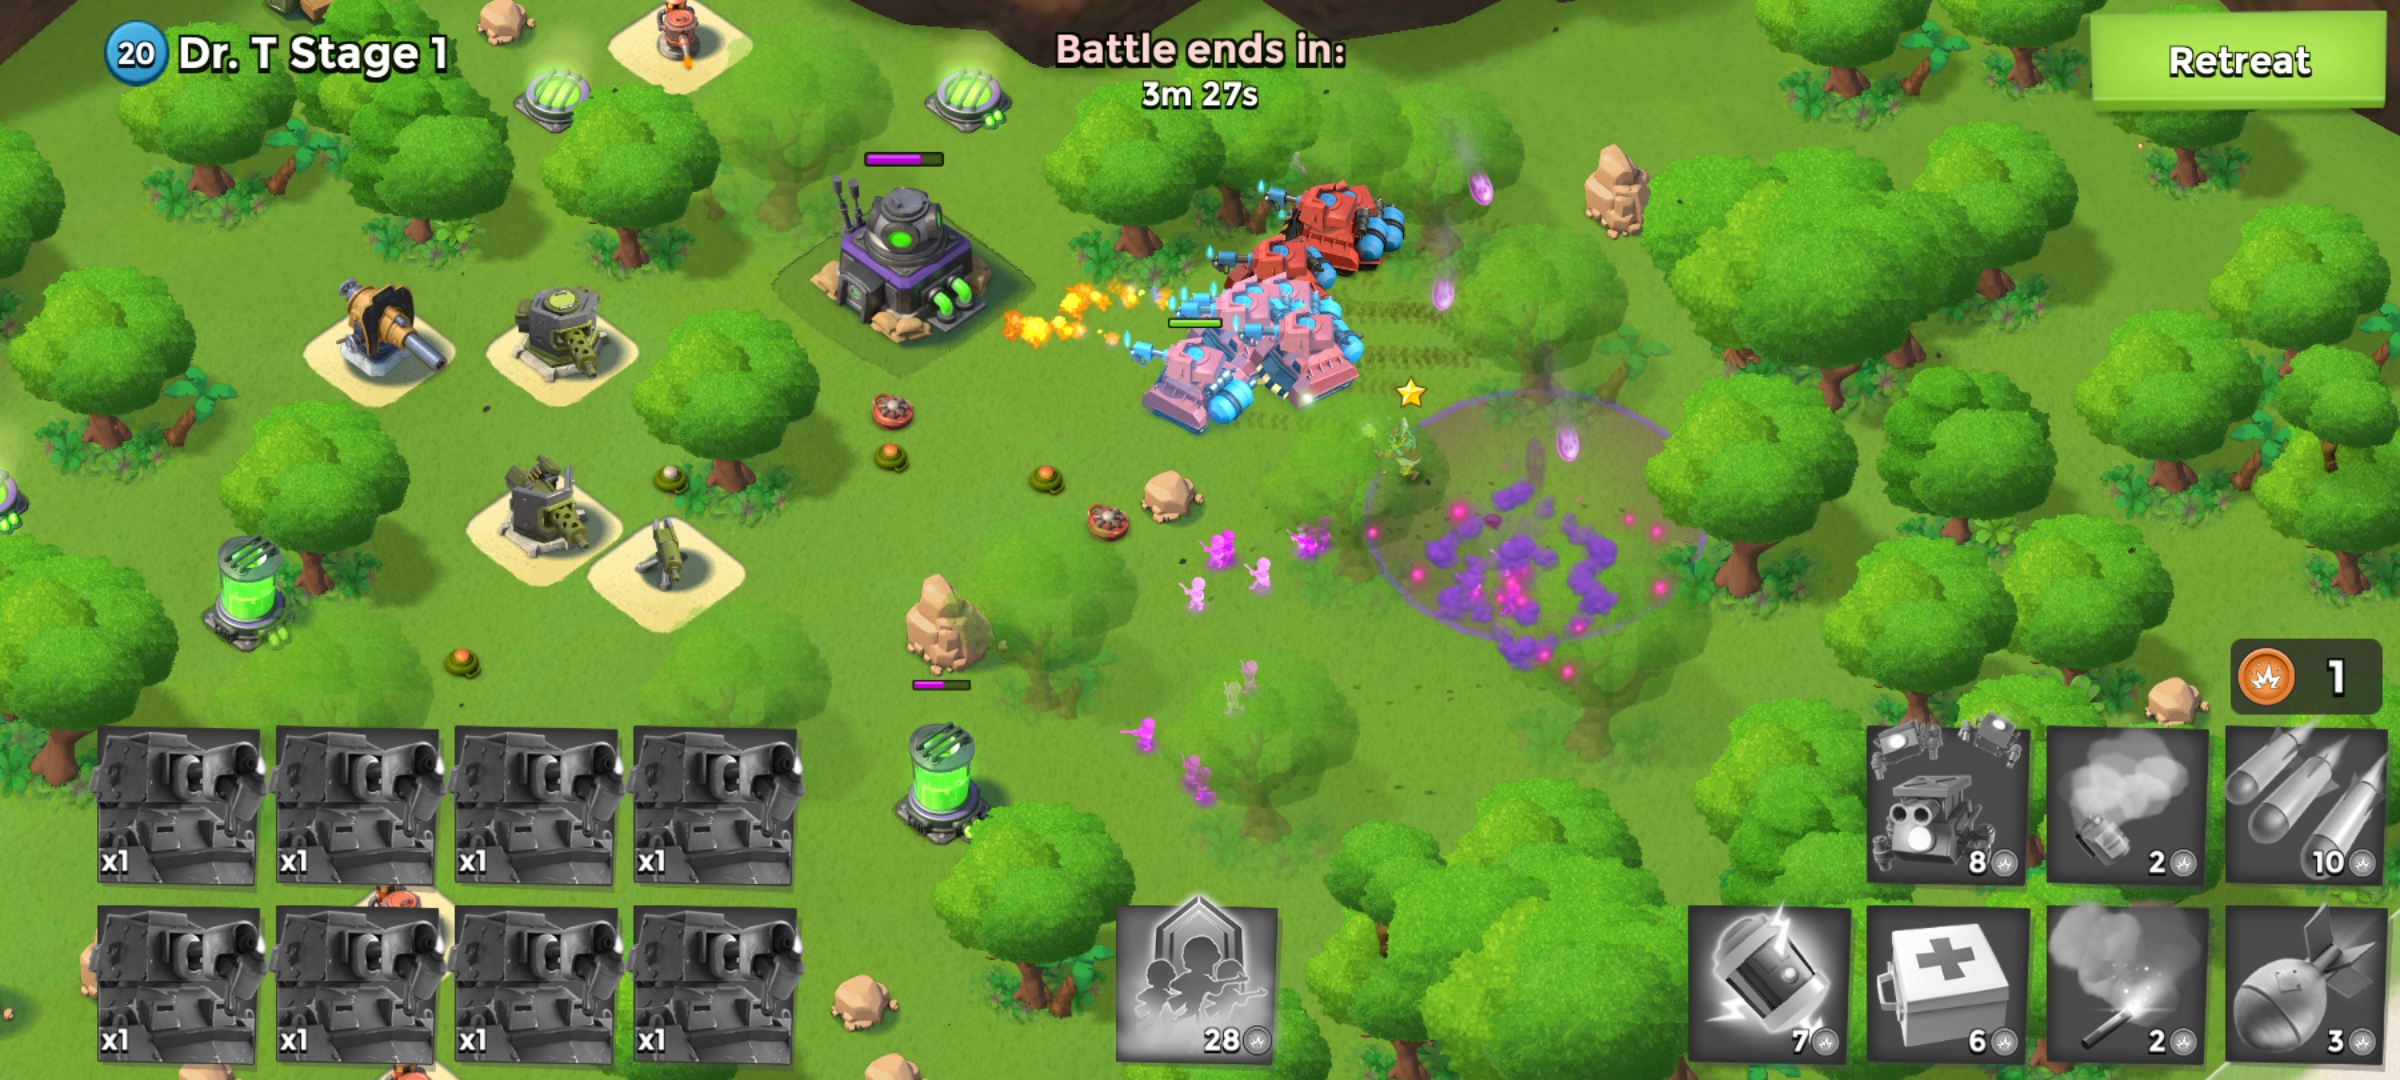 20 Dr. T Stage 1
Battle ends in:
3m 27s
Retreat
1
x1 x1 x1 x1
8 2 10
x1 x1 x1 x1
28
7 6 2 3